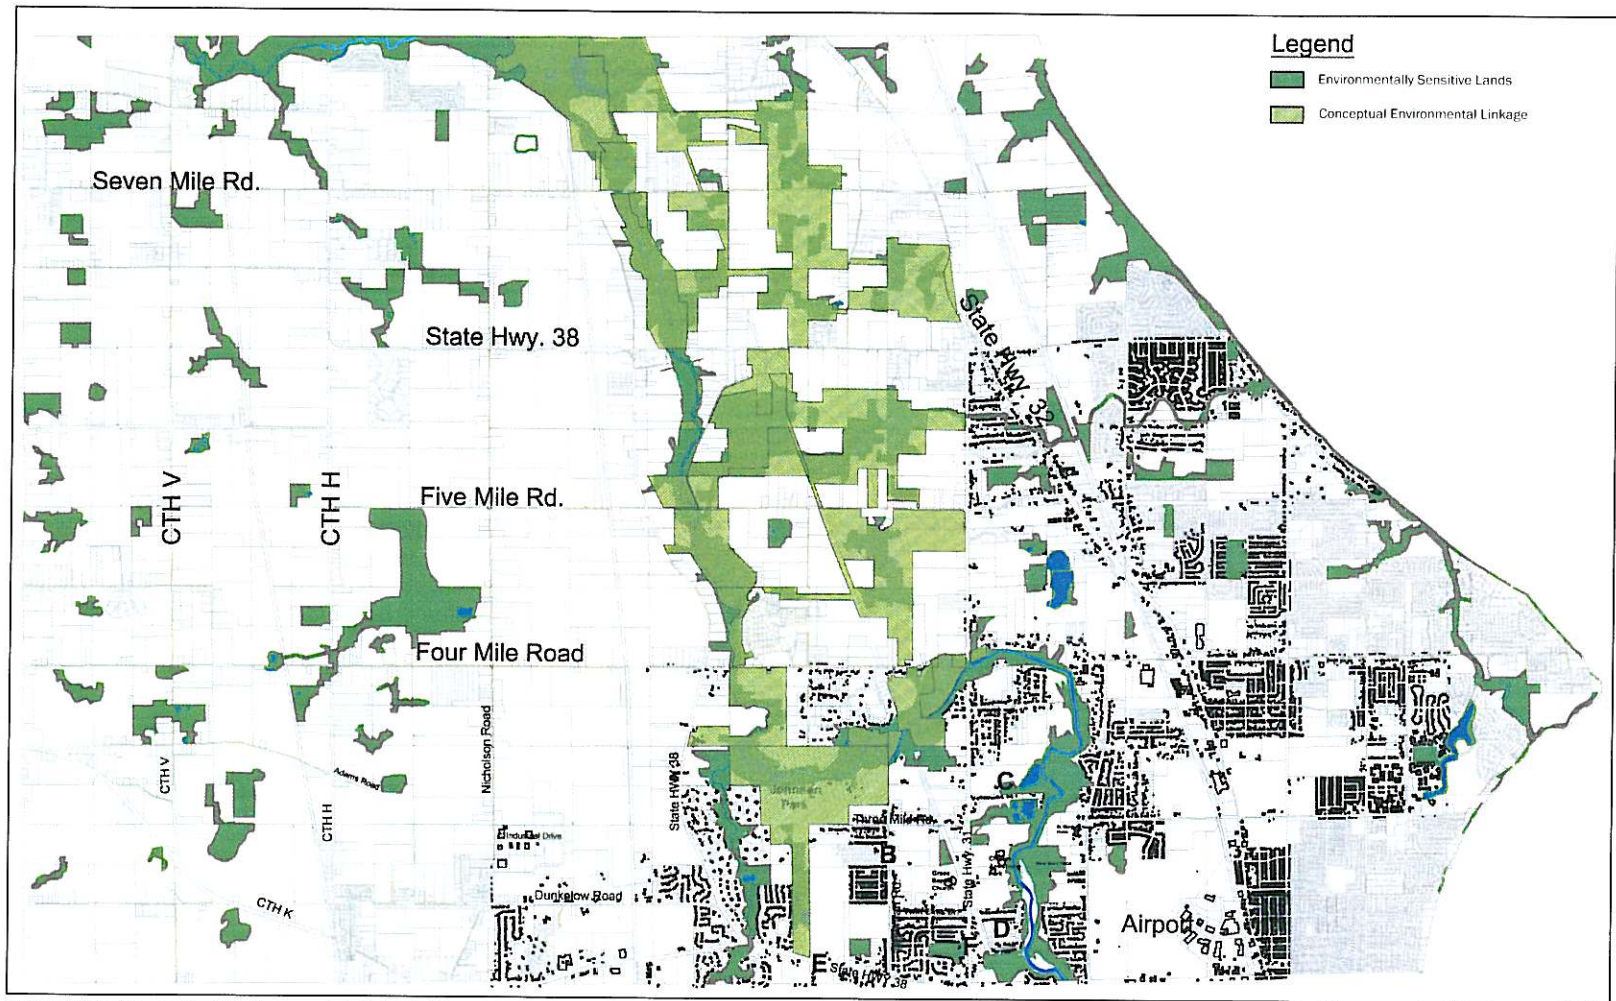 Legend
Environmentally Sensitive Lands
Conceptual Environmental Linkage
Seven Mile Rd.
State Hwy. 38
State Hwy. 32
CTH V
CTH H
Five Mile Rd.
Four Mile Road
CTH V
Adams Road
CTH H
Nicholson Road
State HWY 38
Johnson
Park
C
Three Mile Rd.
B
State Hwy. 31
Industrial Drive
Dunkelow Road
CTH K
D
Airport
E
State Hwy 38